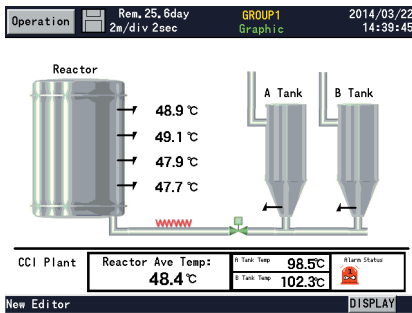 Operation
Rem.25.6day
2m/div 2sec
GROUP1
Graphic
2014/03/22
14:39:45
Reactor
48.9 ℃
49.1 ℃
47.9 ℃
47.7 ℃
A Tank
B Tank
CCI Plant
Reactor Ave Temp:
48.4℃
A Tank Temp
98.5℃
B Tank Temp
102.3℃
Alarm Status
1
New Editor
DISPLAY